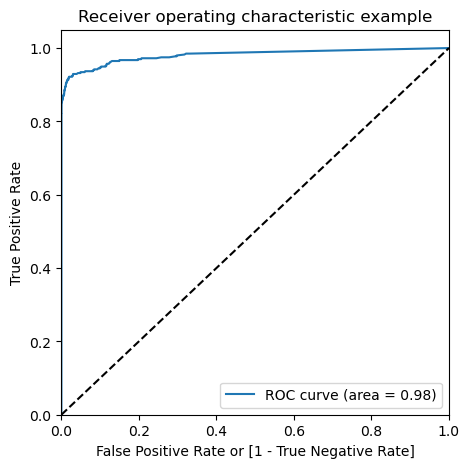 Receiver operating characteristic example
True Positive Rate
1.0
0.8
0.6
0.4
0.2
0.0
ROC curve (area = 0.98)
0.0 0.2 0.4 0.6 0.8 1.0
False Positive Rate or [1 - True Negative Rate]